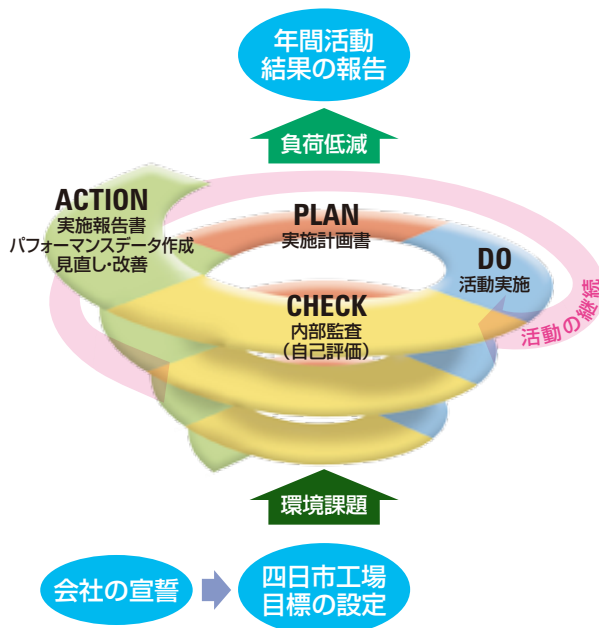 年間活動
結果の報告
負荷低減
ACTION
実施報告書
パフォーマンスデータ作成
見直し・改善
PLAN
実施計画書
DO
活動実施
CHECK
内部監査
（自己評価）
活動の継続
環境課題
会社の宣誓
四日市工場
目標の設定